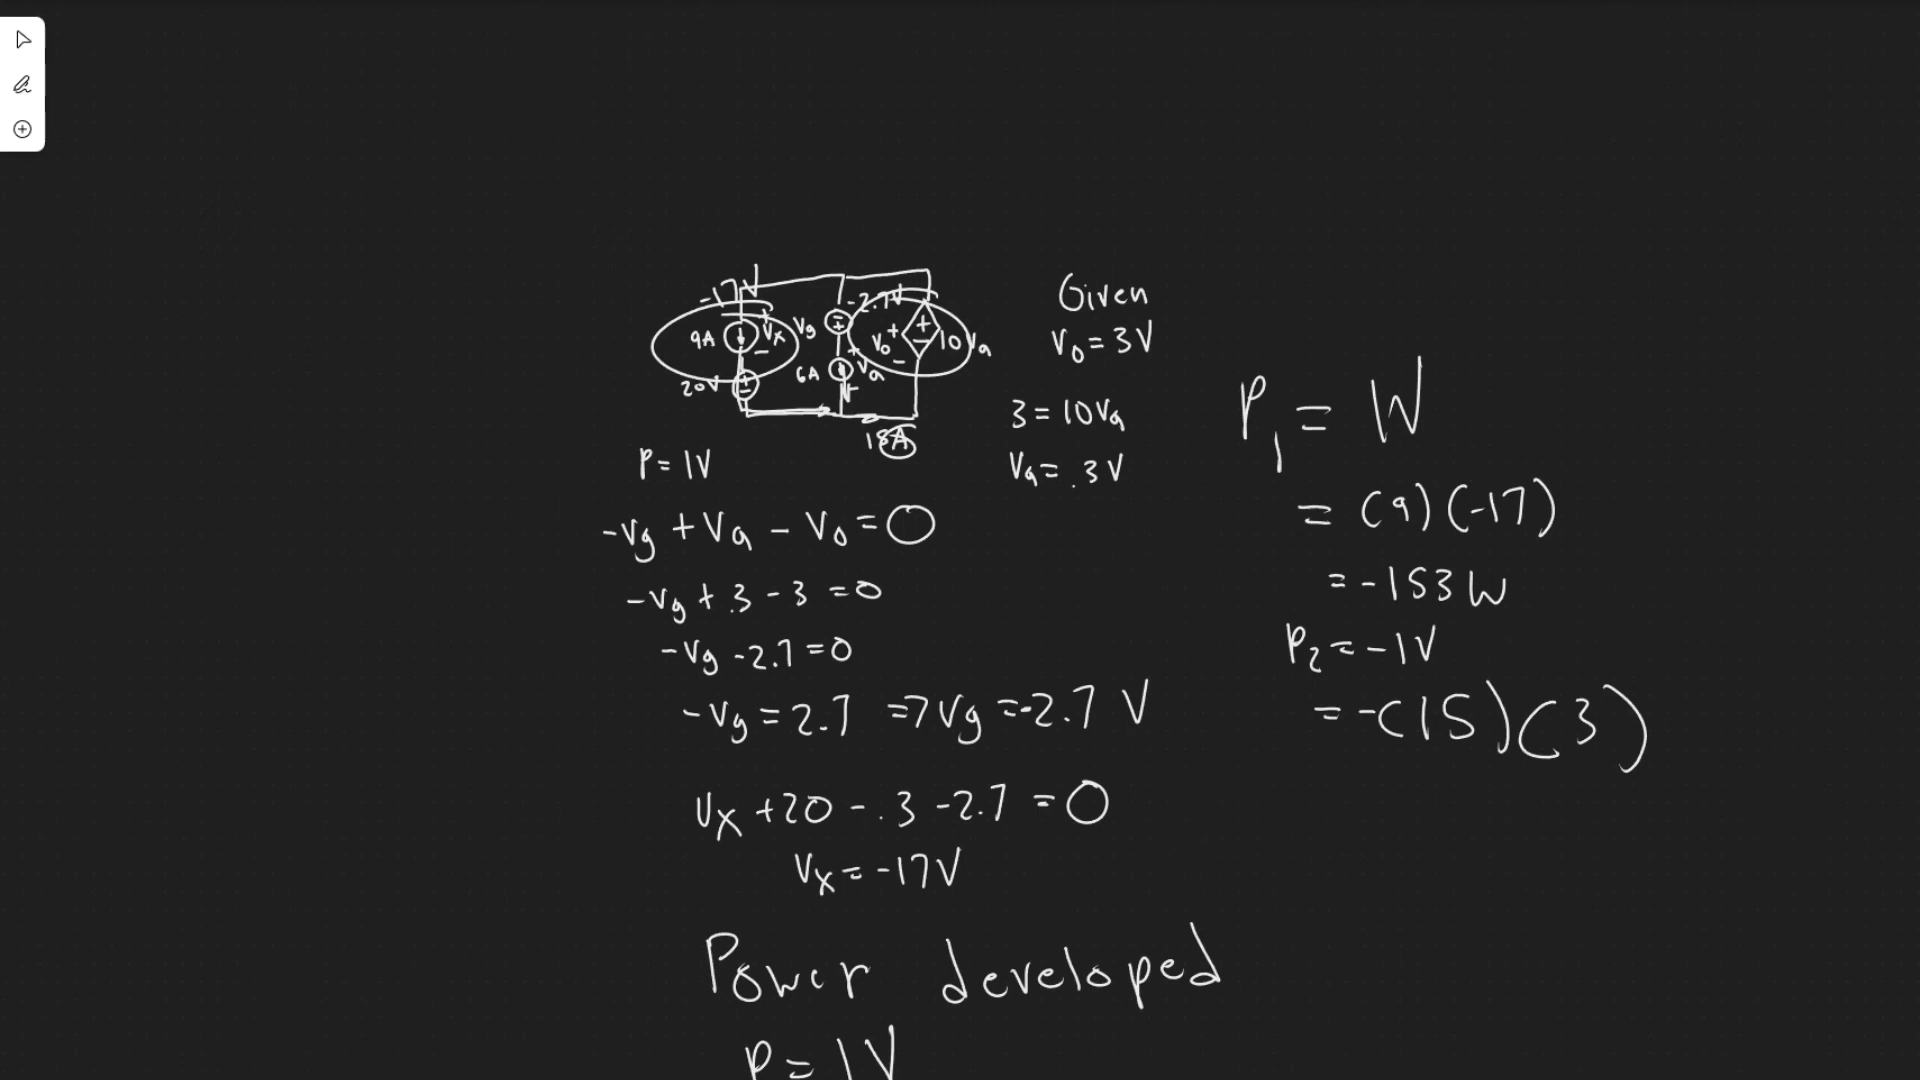 -17V
-2.7V
9A
+
Vx
-
Vg
+
-
Vo
+
-
10Va
20V
+
-
6A
+
Va
-
18A
Given
Vo = 3V
3 = 10Va
Va = .3V
P = IV
-Vg + Va - Vo = 0
-Vg + .3 - 3 = 0
-Vg - 2.7 = 0
-Vg = 2.7 => Vg = -2.7 V
Vx + 20 - .3 - 2.7 = 0
Vx = -17V
Power developed
P = IV
P1 = IV
= (9)(-17)
= -153W
P2 = -IV
= -(15)(3)